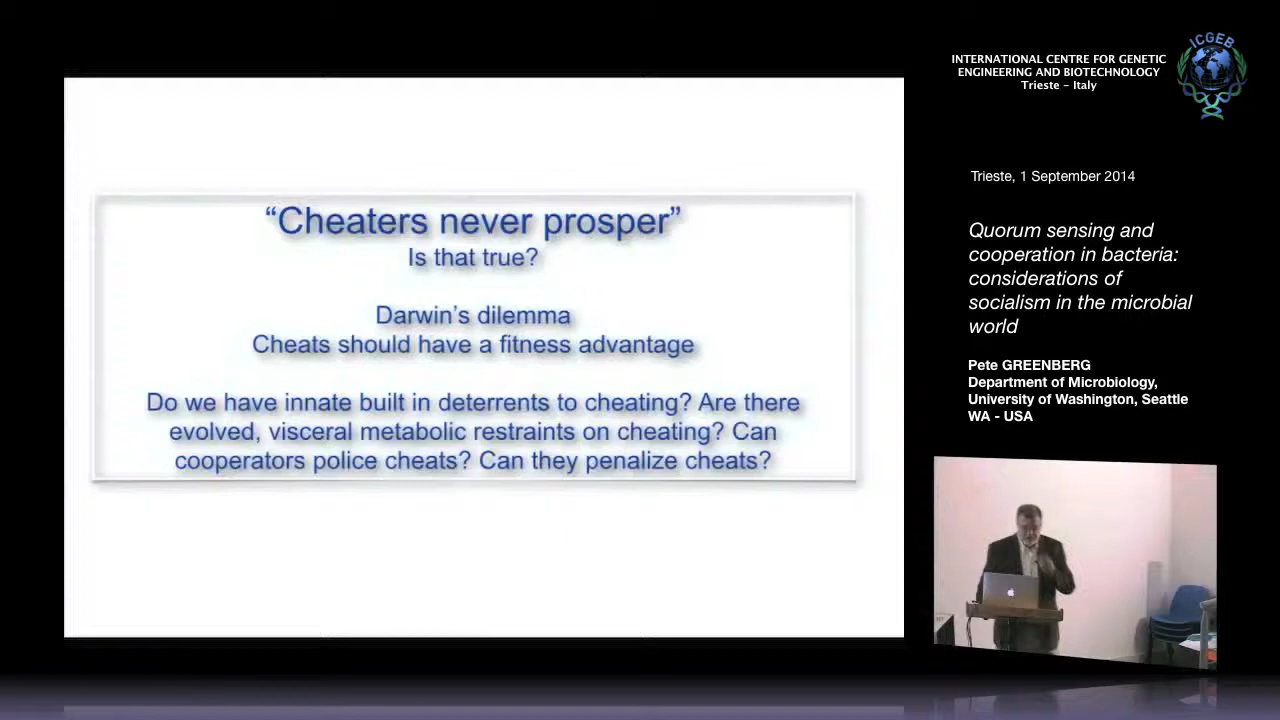 “Cheaters never prosper”
Is that true?
Darwin’s dilemma
Cheats should have a fitness advantage
Do we have innate built in deterrents to cheating? Are there
evolved, visceral metabolic restraints on cheating? Can
cooperators police cheats? Can they penalize cheats?
INTERNATIONAL CENTRE FOR GENETIC
ENGINEERING AND BIOTECHNOLOGY
Trieste – Italy
ICGEB
Trieste, 1 September 2014
Quorum sensing and
cooperation in bacteria:
considerations of
socialism in the microbial
world
Pete GREENBERG
Department of Microbiology,
University of Washington, Seattle
WA - USA